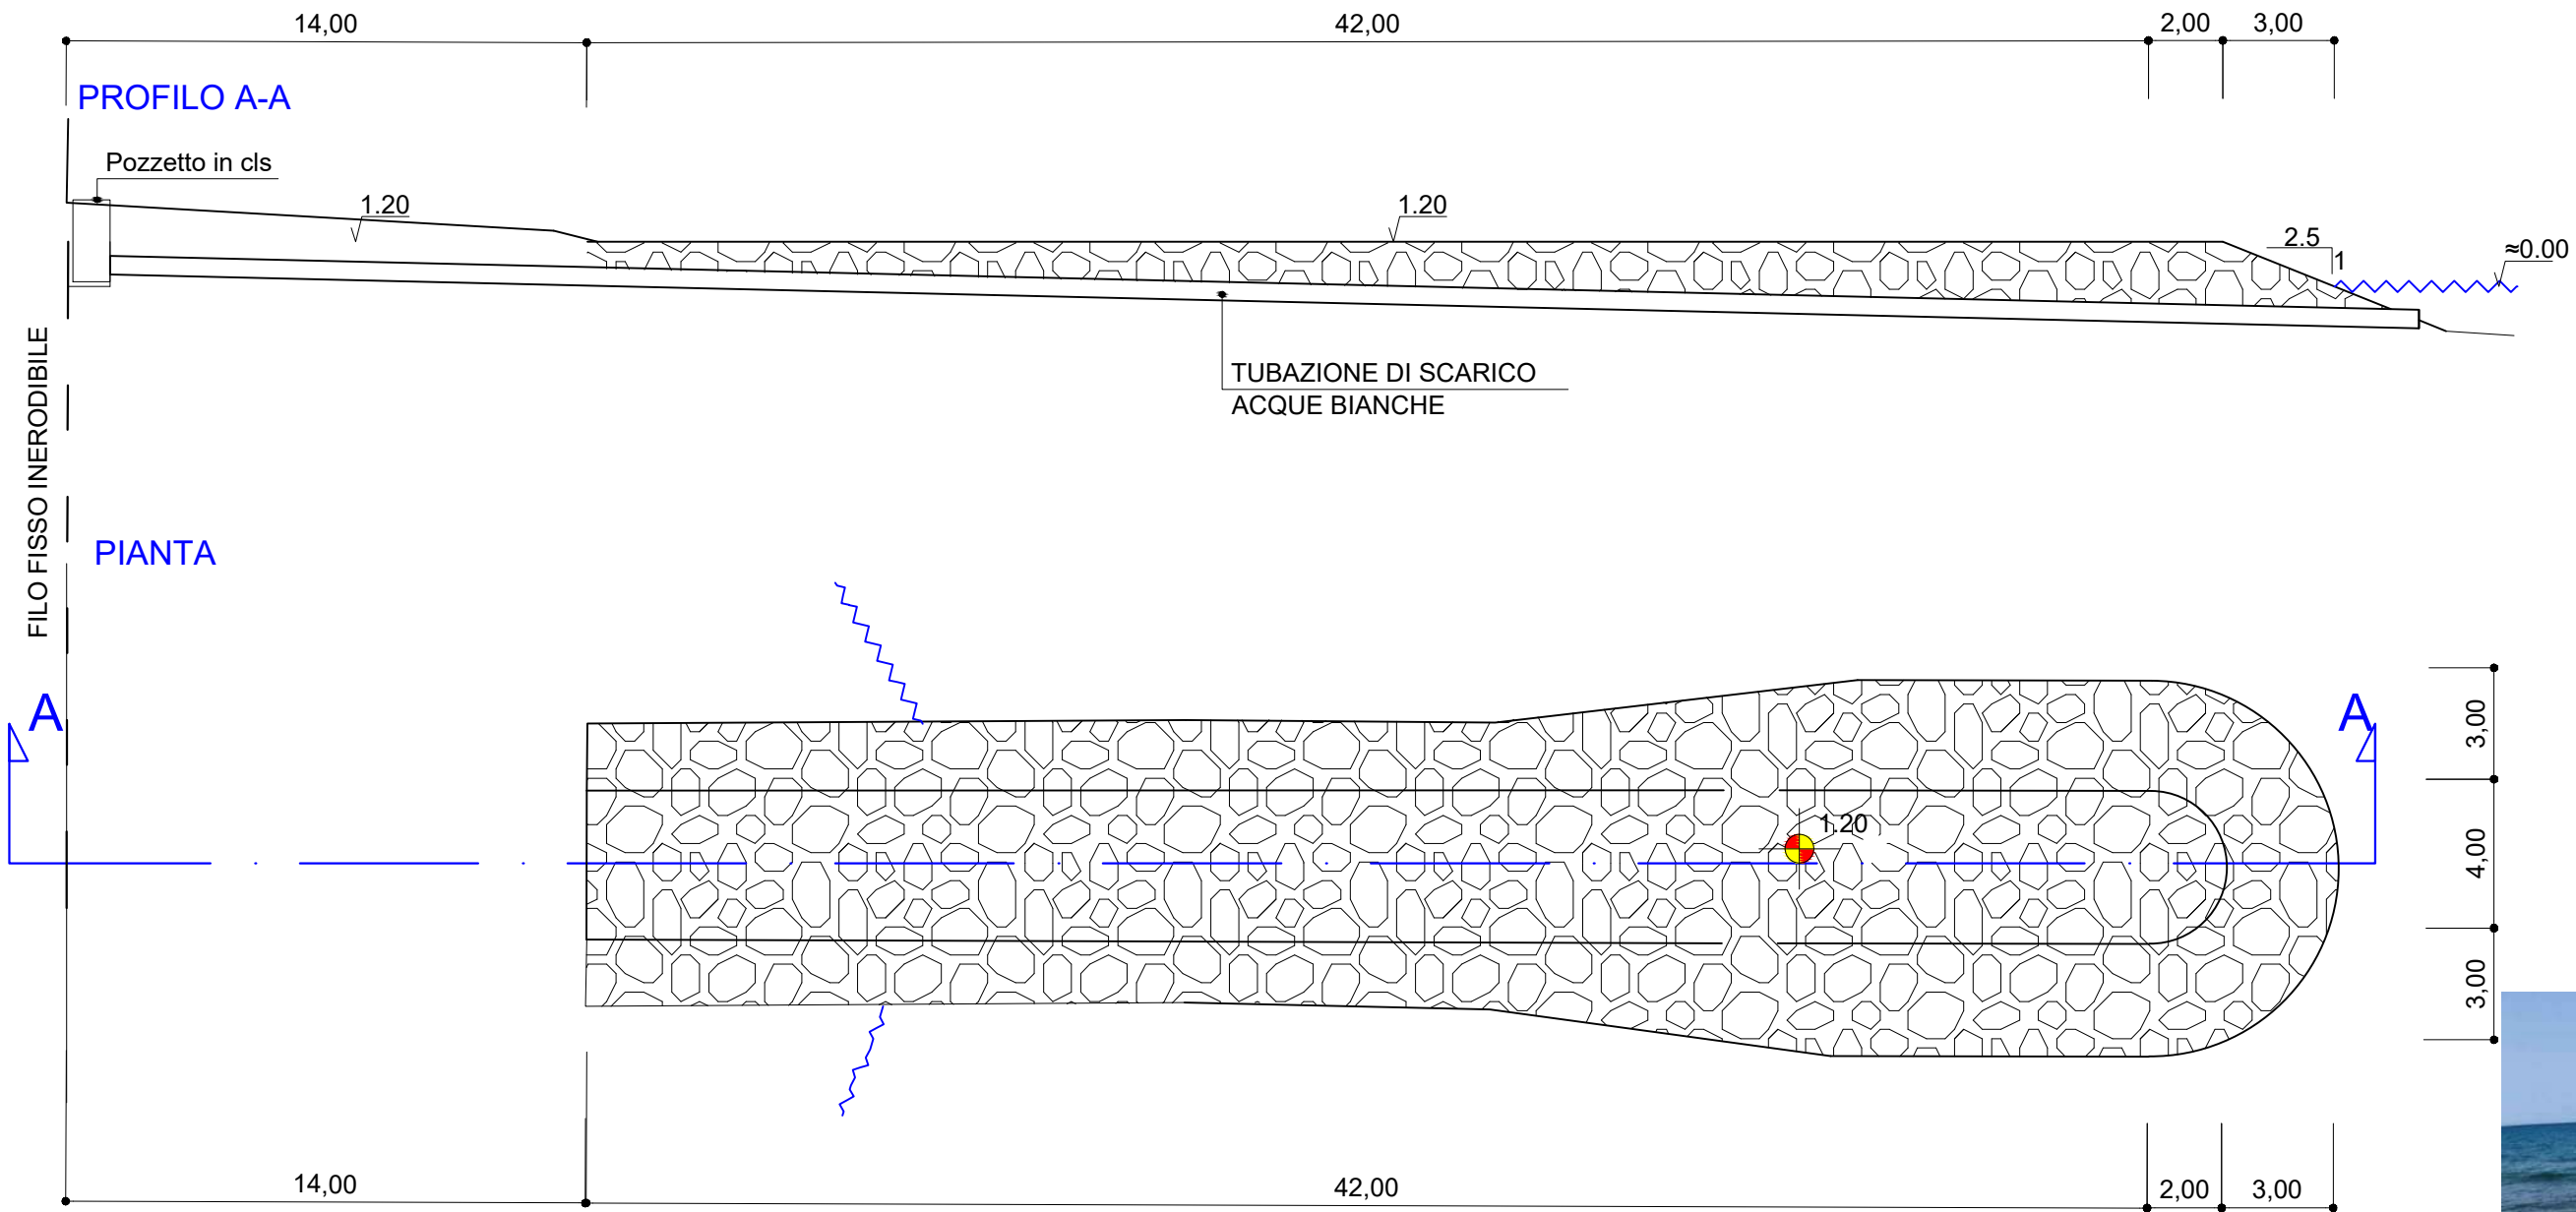 14,00
42,00
2,00
3,00
PROFILO A-A
Pozzetto in cls
1.20
1.20
2.5
1
≈0.00
TUBAZIONE DI SCARICO
ACQUE BIANCHE
FILO FISSO INERODIBILE
PIANTA
A
A
3,00
1.20
4,00
3,00
14,00
42,00
2,00
3,00